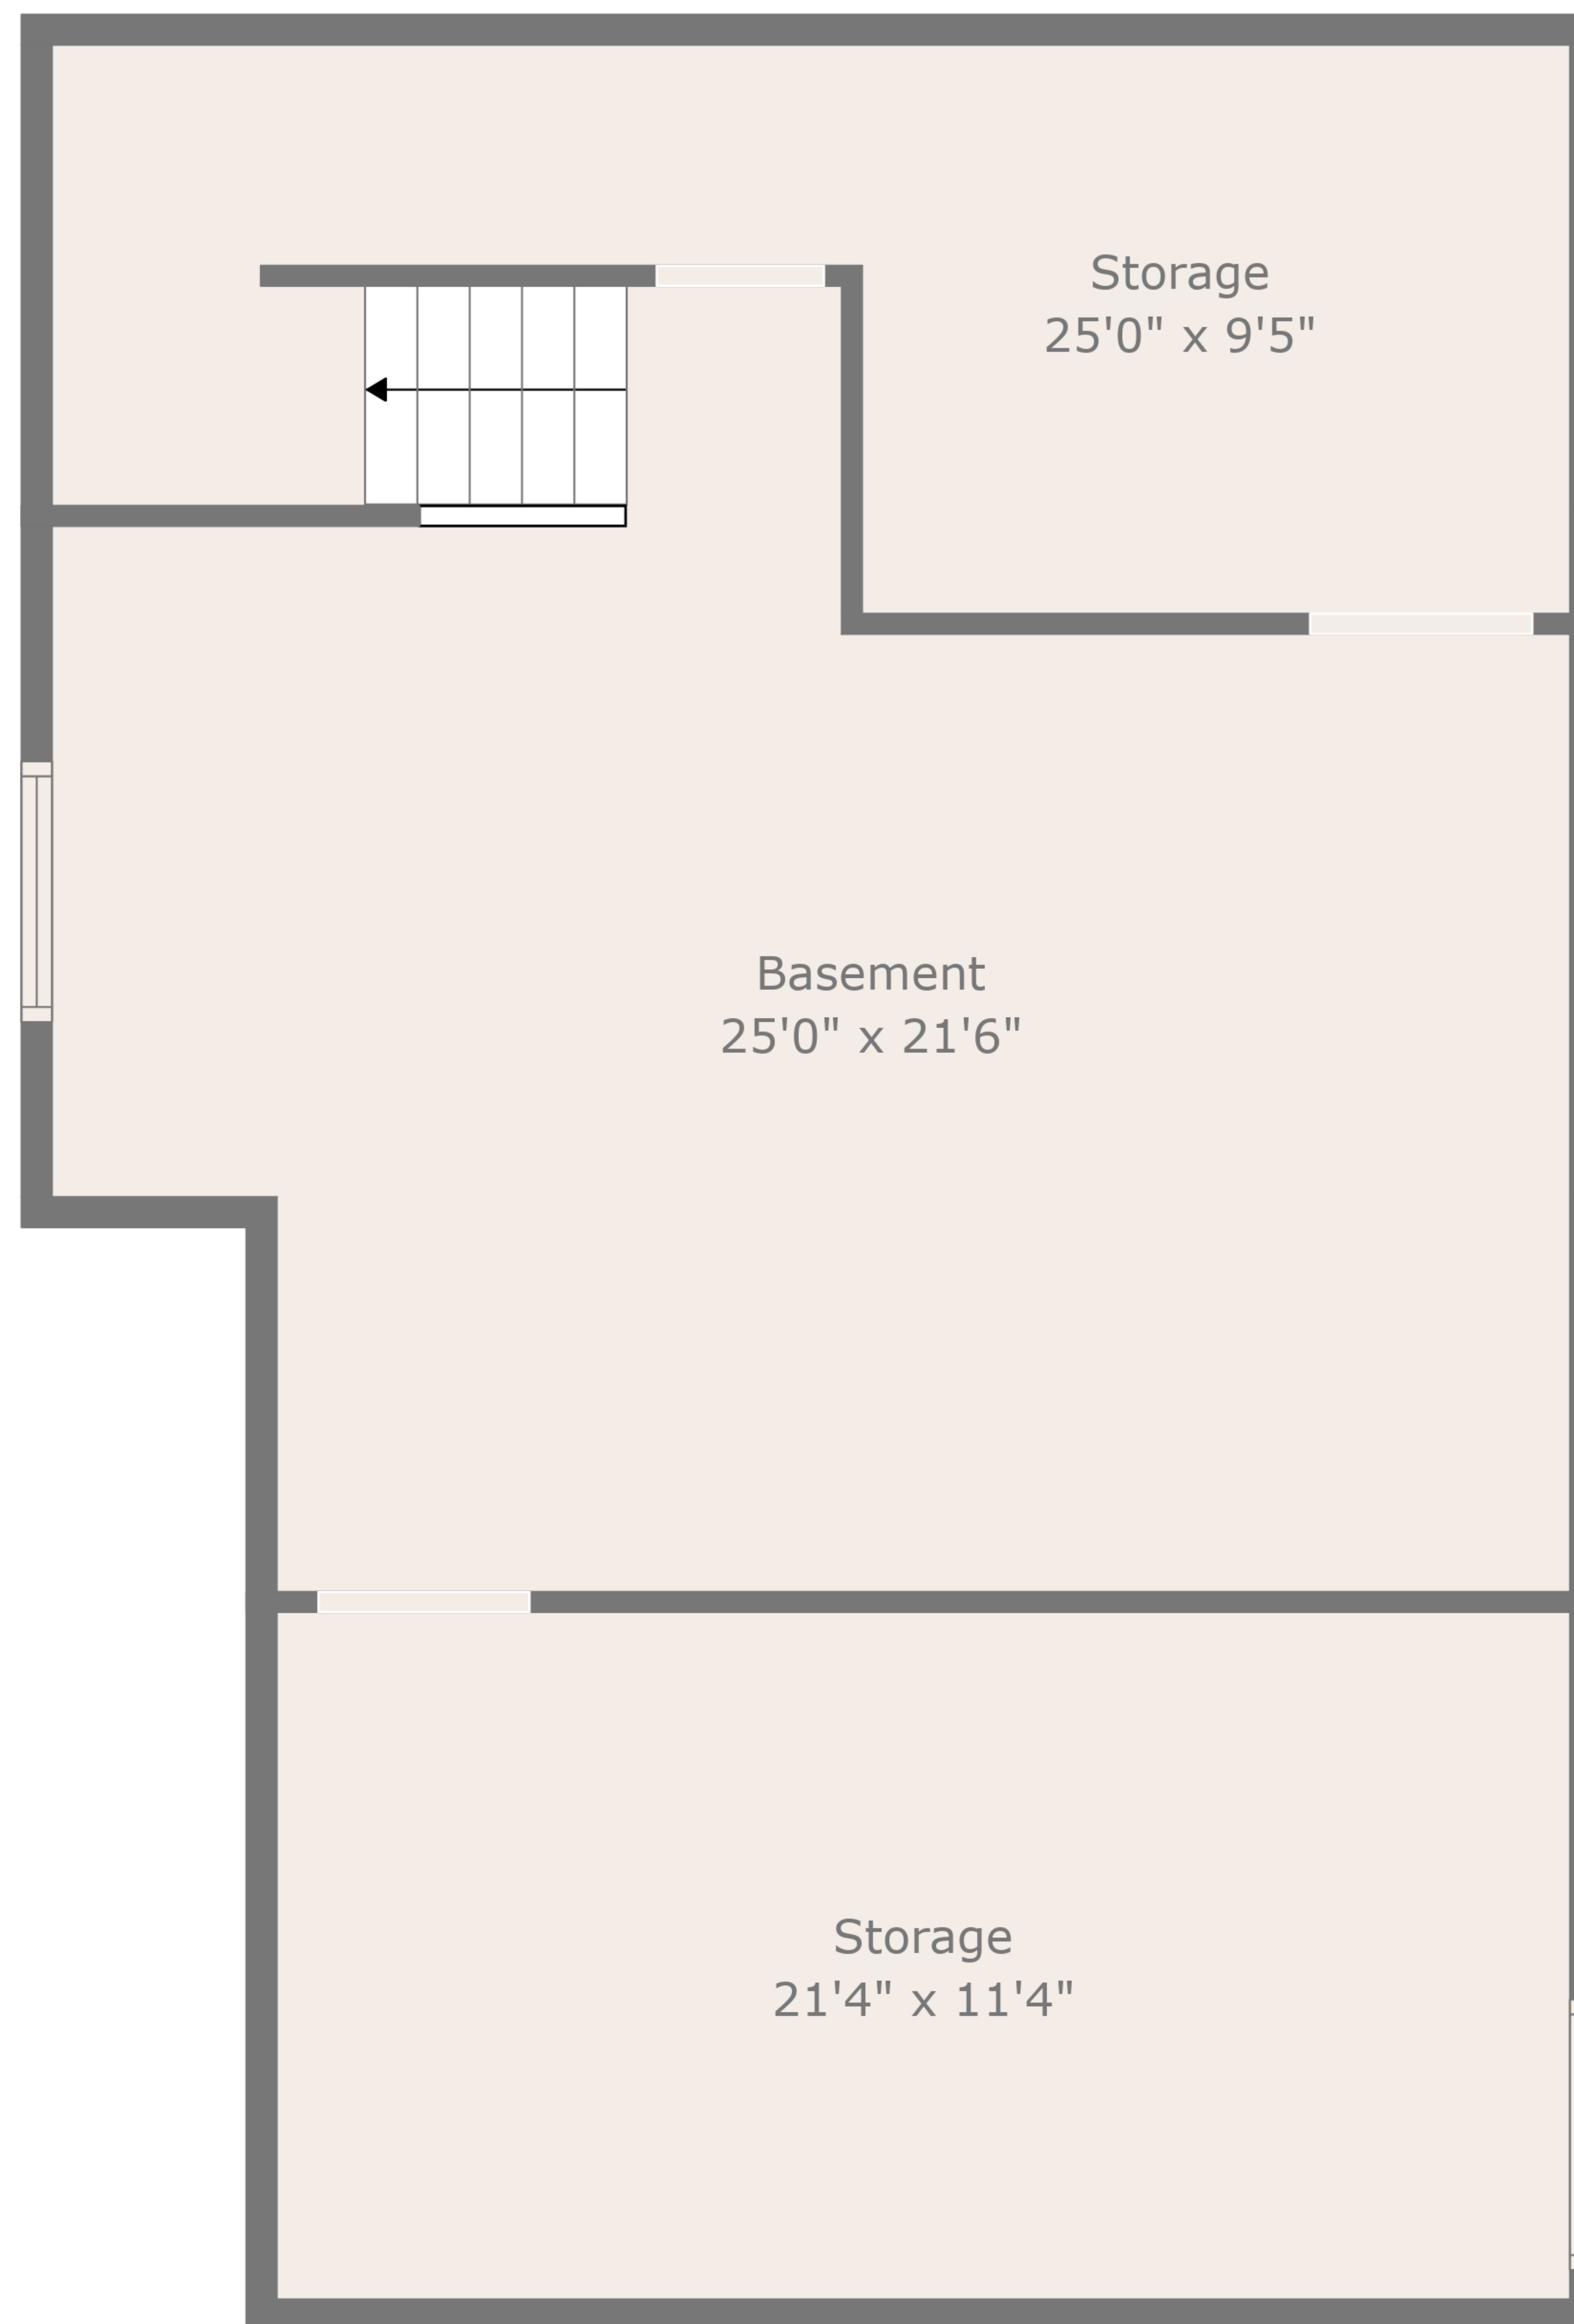 Storage
25'0" x 9'5"
Basement
25'0" x 21'6"
Storage
21'4" x 11'4"